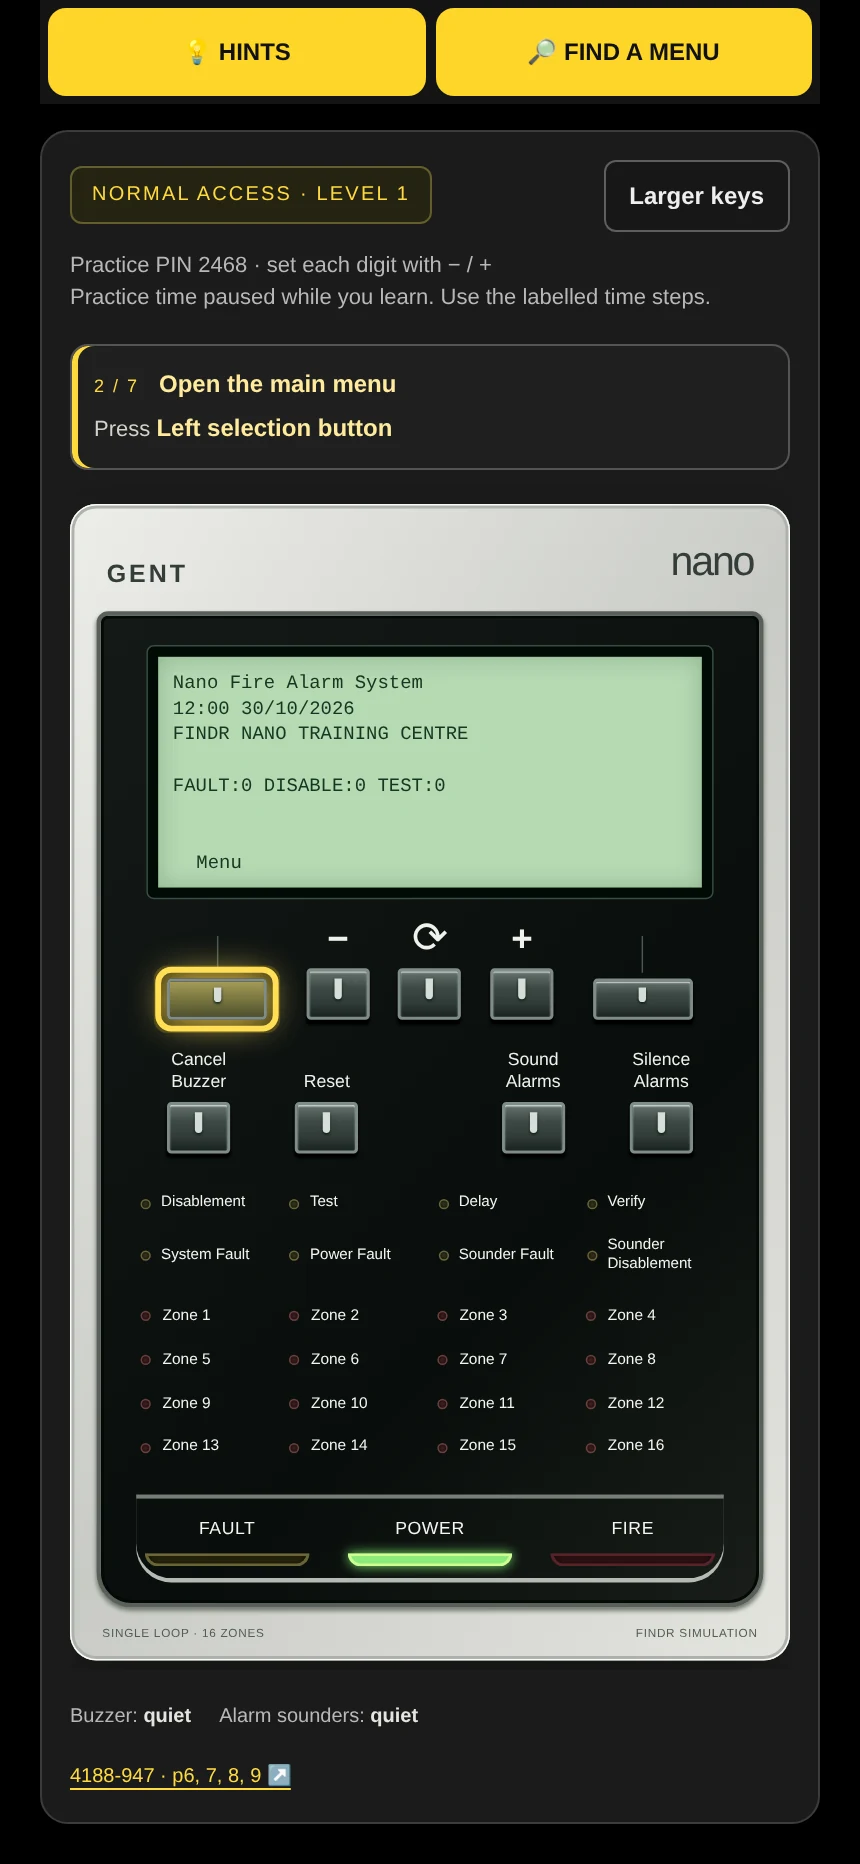 💡 HINTS
🔎 FIND A MENU
NORMAL ACCESS · LEVEL 1
Larger keys
Practice PIN 2468 · set each digit with − / +
Practice time paused while you learn. Use the labelled time steps.
2 / 7 Open the main menu
Press Left selection button
GENT
nano
Nano Fire Alarm System
12:00 30/10/2026
FINDR NANO TRAINING CENTRE
FAULT:0 DISABLE:0 TEST:0
Menu
− ⟳ +
Cancel Buzzer
Reset
Sound Alarms
Silence Alarms
Disablement Test Delay Verify
System Fault Power Fault Sounder Fault Sounder Disablement
Zone 1 Zone 2 Zone 3 Zone 4
Zone 5 Zone 6 Zone 7 Zone 8
Zone 9 Zone 10 Zone 11 Zone 12
Zone 13 Zone 14 Zone 15 Zone 16
FAULT POWER FIRE
SINGLE LOOP · 16 ZONES
FINDR SIMULATION
Buzzer: quiet Alarm sounders: quiet
4188-947 · p6, 7, 8, 9 ↗